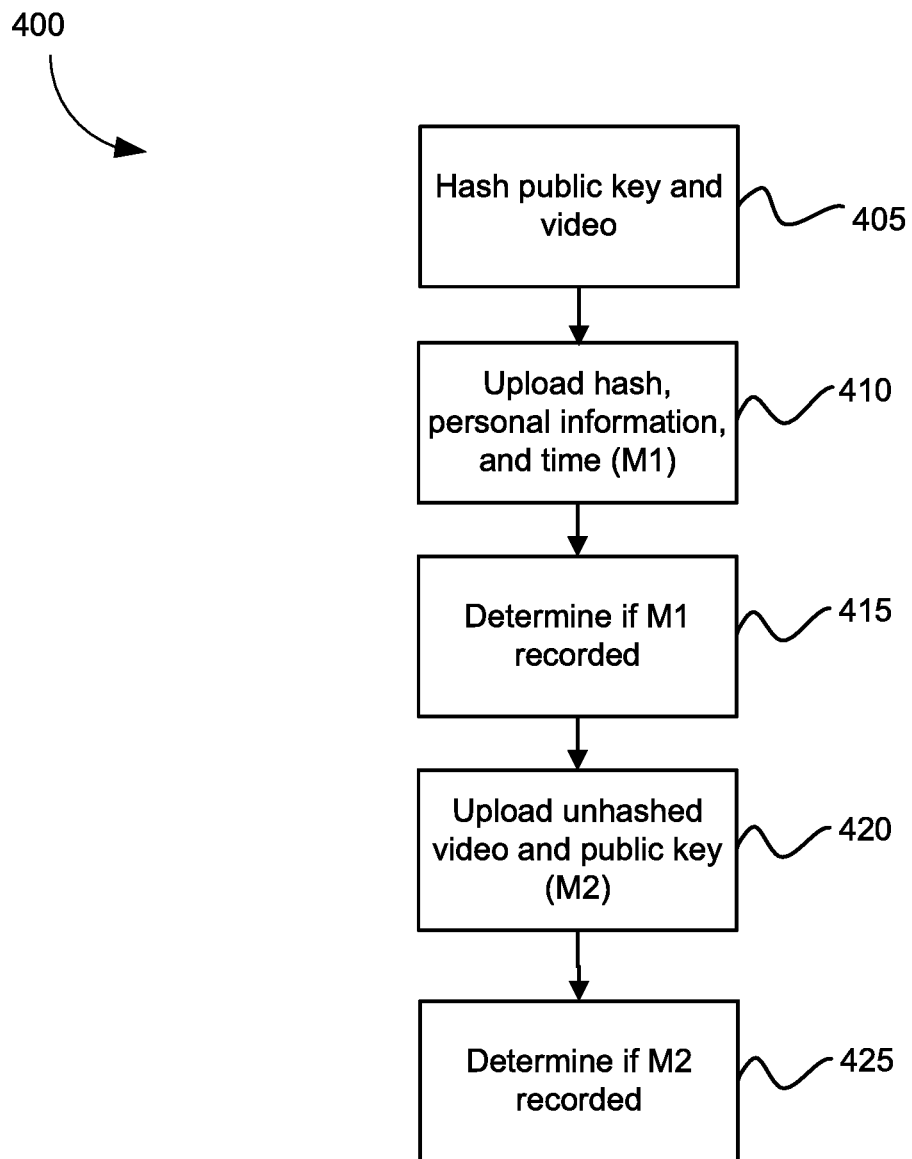 400
Hash public key and
video
405
Upload hash,
personal information,
and time (M1)
410
Determine if M1
recorded
415
Upload unhashed
video and public key
(M2)
420
Determine if M2
recorded
425